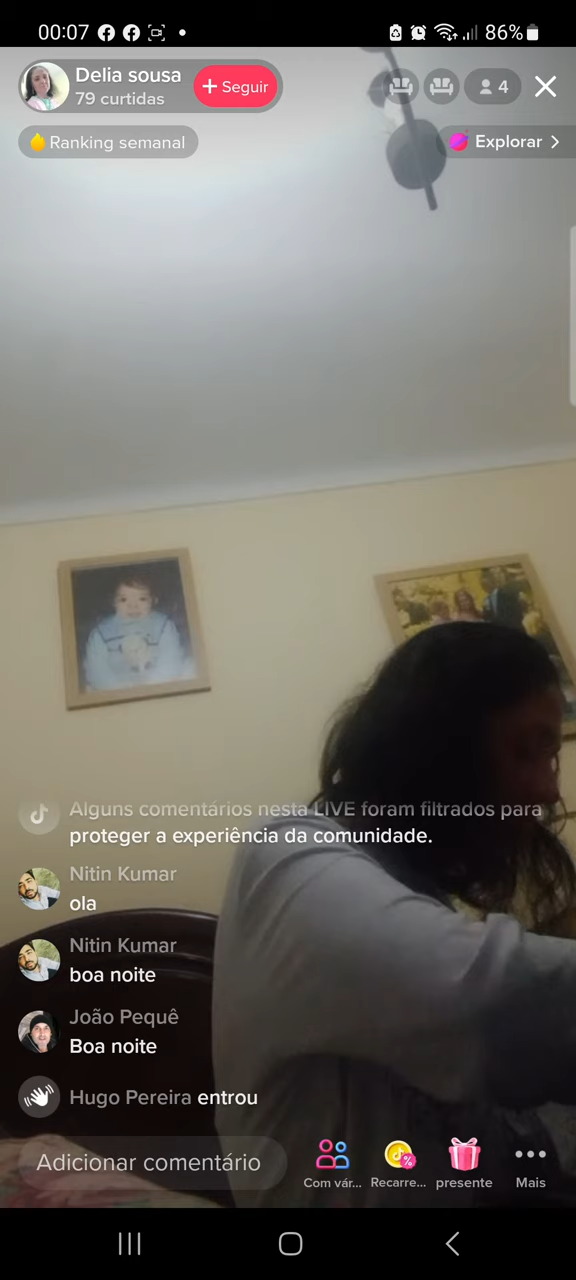 00:07
86%
Delia sousa
79 curtidas
+ Seguir
4
Ranking semanal
Explorar
Alguns comentários nesta LIVE foram filtrados para
proteger a experiência da comunidade.
Nitin Kumar
ola
Nitin Kumar
boa noite
João Pequê
Boa noite
Hugo Pereira entrou
Adicionar comentário
Com vár...
Recarre...
presente
Mais